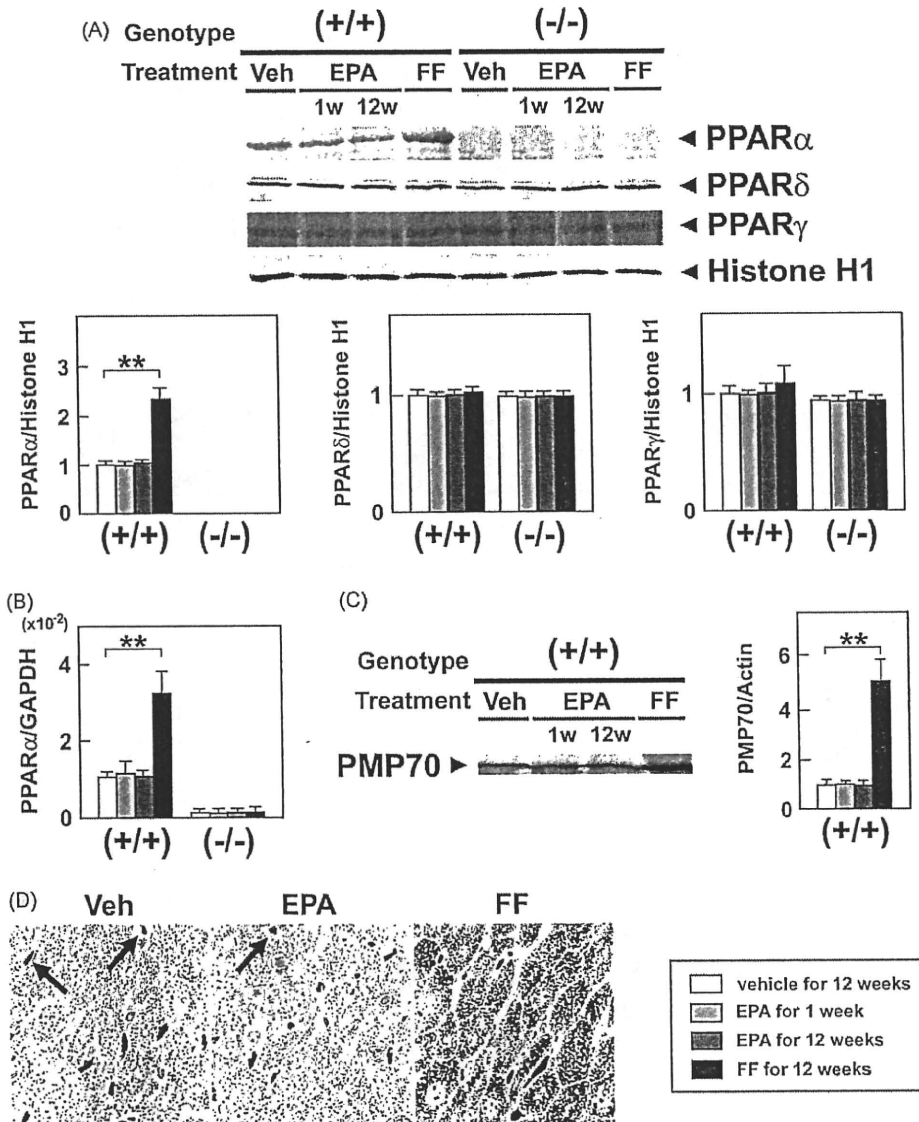 (A) Genotype (+/+) (-/-)
Treatment Veh EPA FF Veh EPA FF
1w 12w 1w 12w
◄ PPARα
◄ PPARδ
◄ PPARγ
◄ Histone H1
PPARα/Histone H1
3
2
1
0
**
(+/+) (-/-)
PPARδ/Histone H1
1
0
(+/+) (-/-)
PPARγ/Histone H1
1
0
(+/+) (-/-)
(B)
(x10-2)
PPARα/GAPDH
4
2
0
**
(+/+) (-/-)
(C)
Genotype (+/+)
Treatment Veh EPA FF
1w 12w
PMP70 ►
PMP70/Actin
6
4
2
0
**
(+/+)
(D)
Veh EPA FF
vehicle for 12 weeks
EPA for 1 week
EPA for 12 weeks
FF for 12 weeks